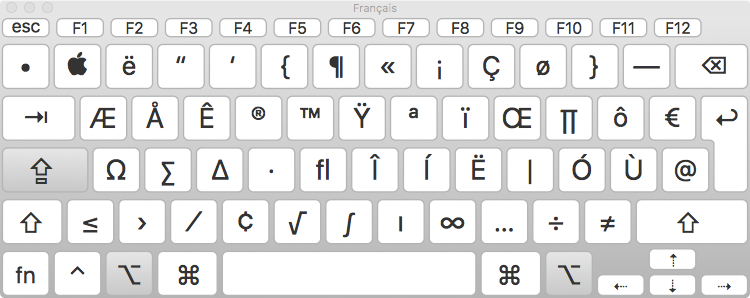 Français
esc F1 F2 F3 F4 F5 F6 F7 F8 F9 F10 F11 F12
•  ë “ ‘ { ¶ « ¡ Ç ø } —
Æ Å Ê ® ™ Ÿ ª ï Œ ∏ ô €
Ω ∑ ∆ · ﬂ Î Í Ë | Ó Ù @
≤ › ⁄ ¢ √ ∫ ı ∞ … ÷ ≠
fn ^ ⌥ ⌘ ⌘ ⌥